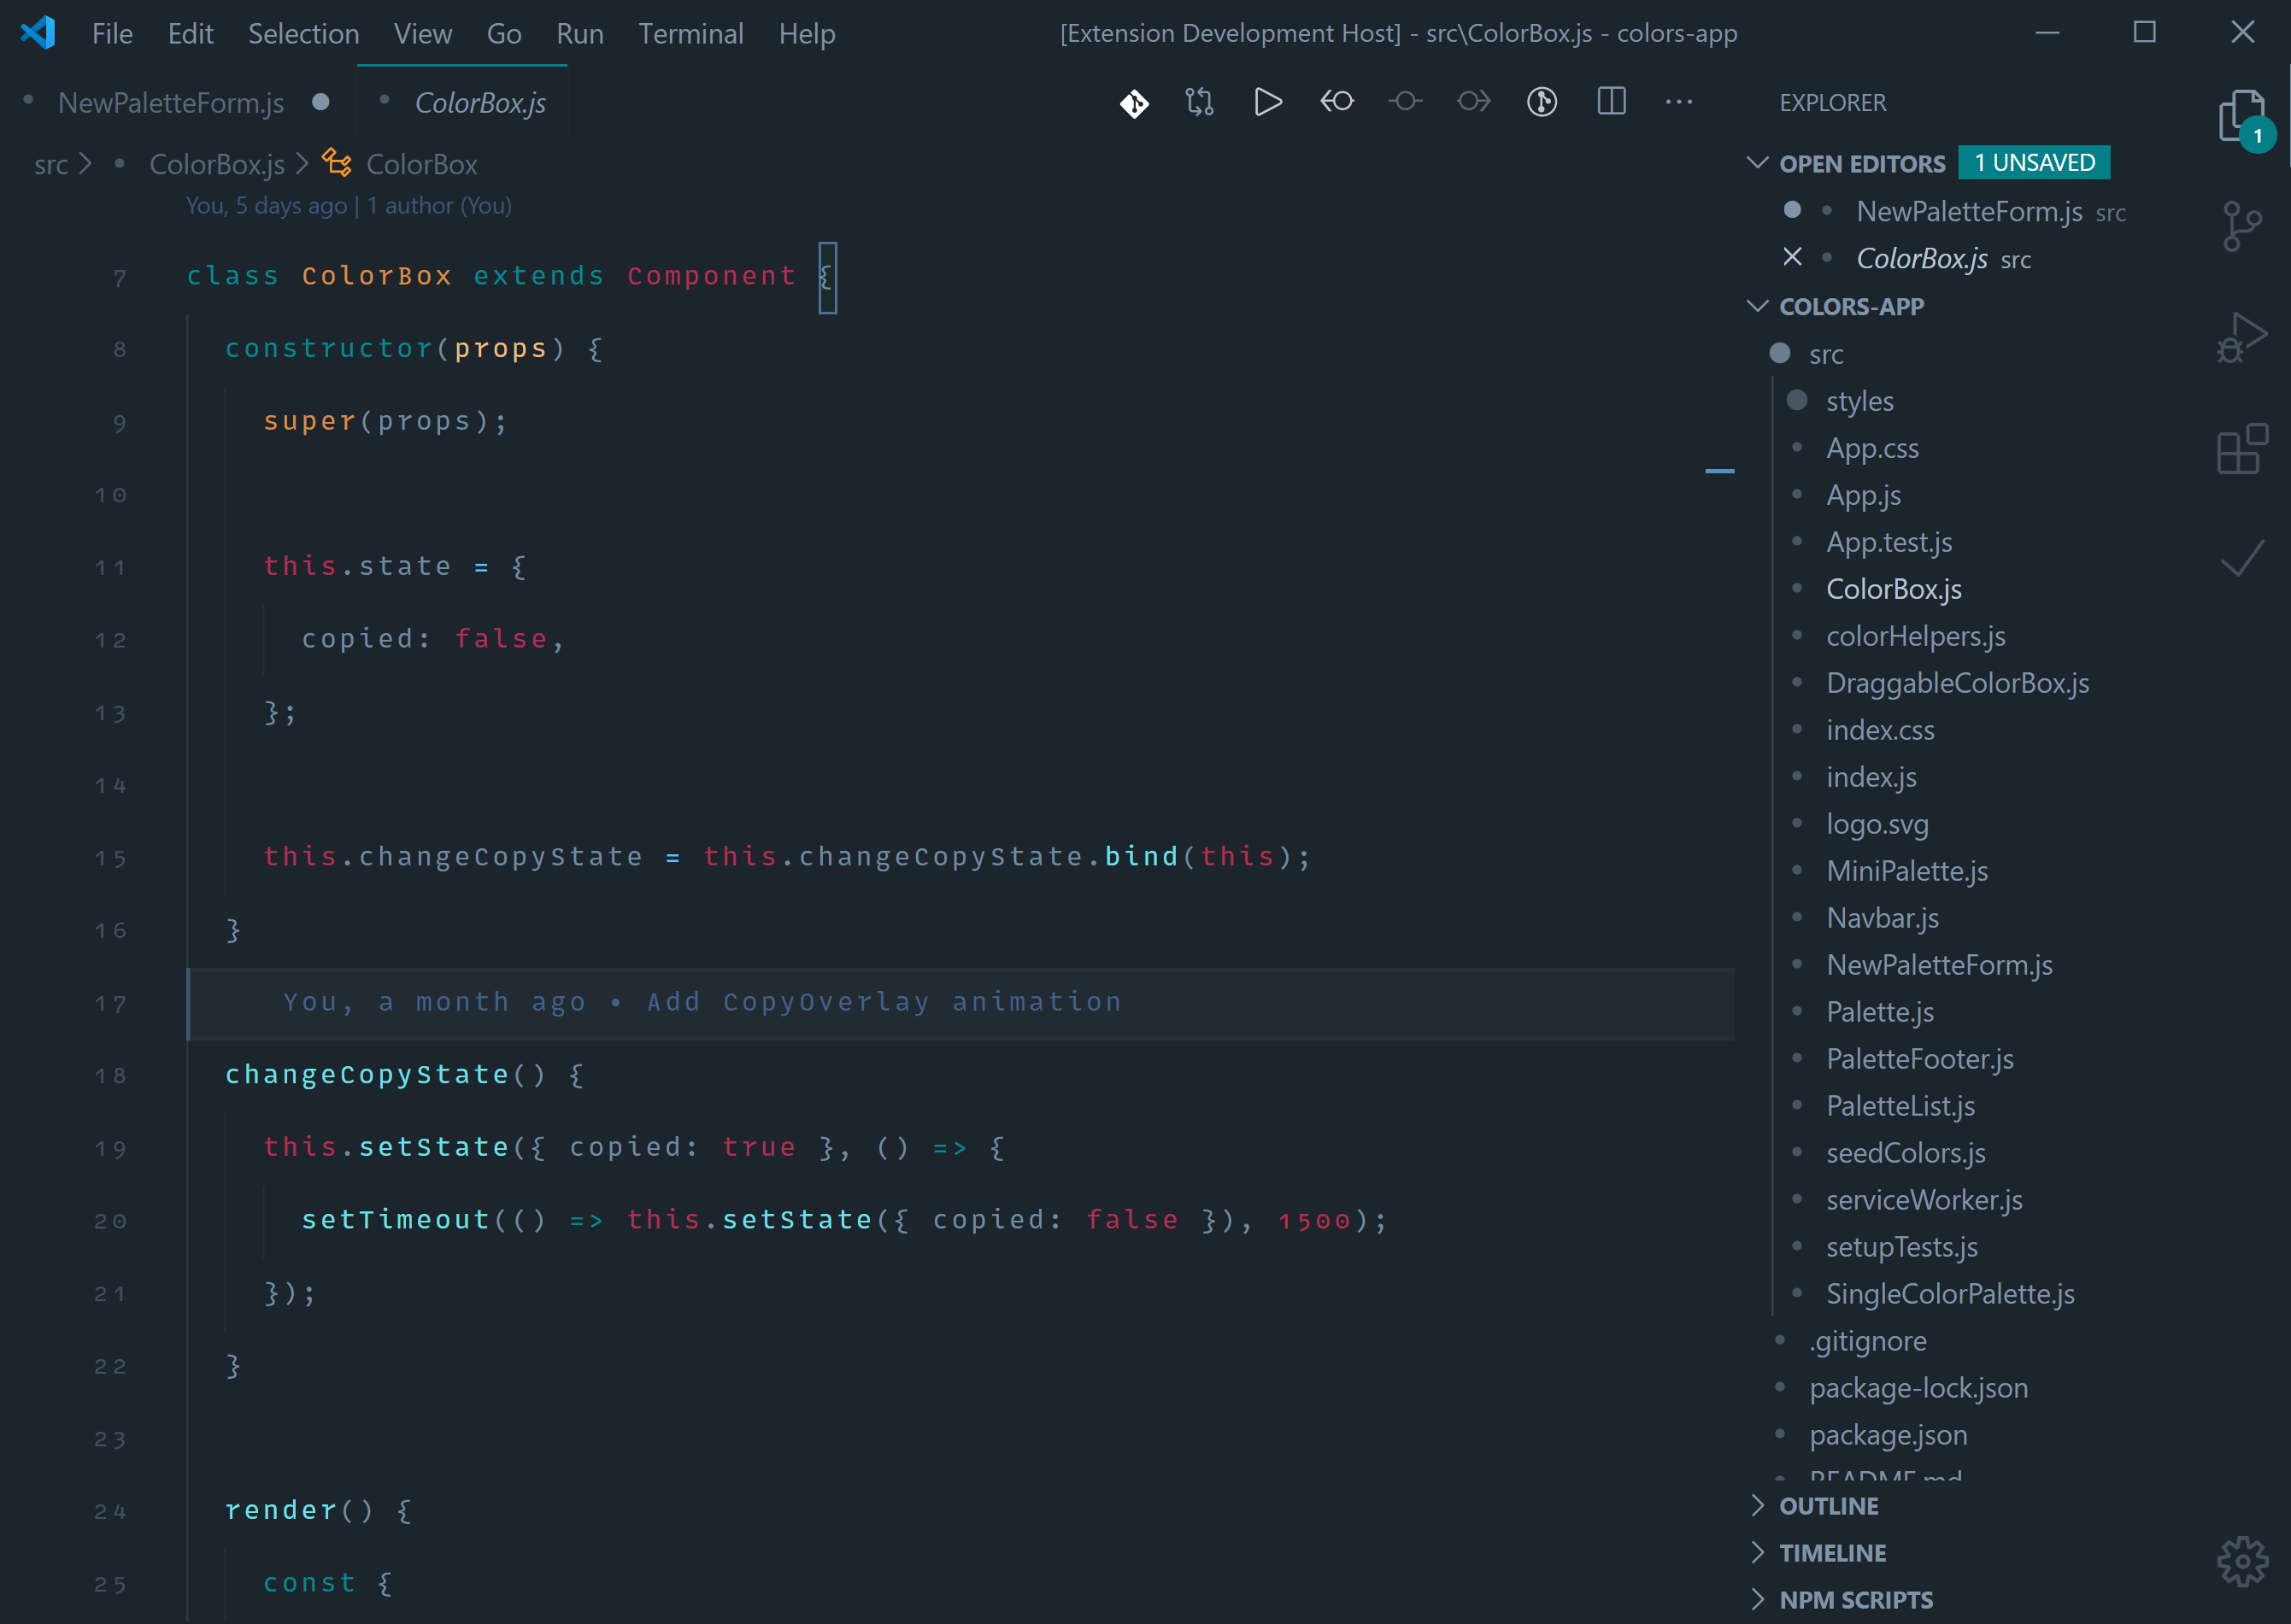 File Edit Selection View Go Run Terminal Help [Extension Development Host] - src\ColorBox.js - colors-app
NewPaletteForm.js ColorBox.js
src > ColorBox.js > ColorBox
You, 5 days ago | 1 author (You)
7 class ColorBox extends Component {
8 constructor(props) {
9 super(props);
10
11 this.state = {
12 copied: false,
13 };
14
15 this.changeCopyState = this.changeCopyState.bind(this);
16 }
17 You, a month ago • Add CopyOverlay animation
18 changeCopyState() {
19 this.setState({ copied: true }, () => {
20 setTimeout(() => this.setState({ copied: false }), 1500);
21 });
22 }
23
24 render() {
25 const {
EXPLORER
1
OPEN EDITORS 1 UNSAVED
NewPaletteForm.js src
ColorBox.js src
COLORS-APP
src
styles
App.css
App.js
App.test.js
ColorBox.js
colorHelpers.js
DraggableColorBox.js
index.css
index.js
logo.svg
MiniPalette.js
Navbar.js
NewPaletteForm.js
Palette.js
PaletteFooter.js
PaletteList.js
seedColors.js
serviceWorker.js
setupTests.js
SingleColorPalette.js
.gitignore
package-lock.json
package.json
README.md
OUTLINE
TIMELINE
NPM SCRIPTS